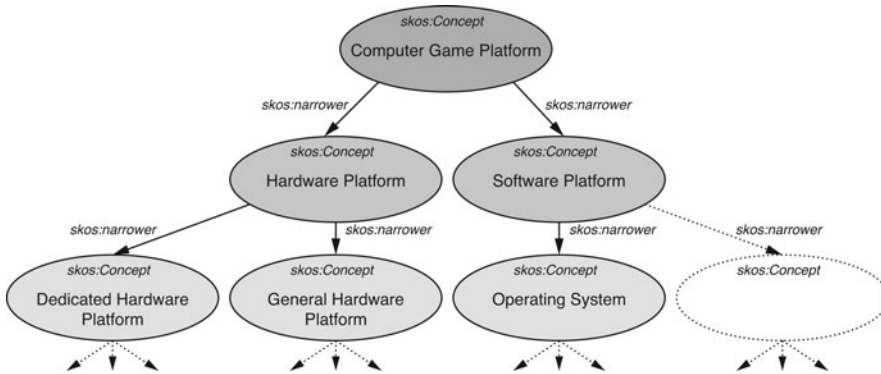 skos:Concept
Computer Game Platform
skos:narrower
skos:narrower
skos:Concept
Hardware Platform
skos:Concept
Software Platform
skos:narrower
skos:narrower
skos:narrower
skos:narrower
skos:Concept
Dedicated Hardware
Platform
skos:Concept
General Hardware
Platform
skos:Concept
Operating System
skos:Concept